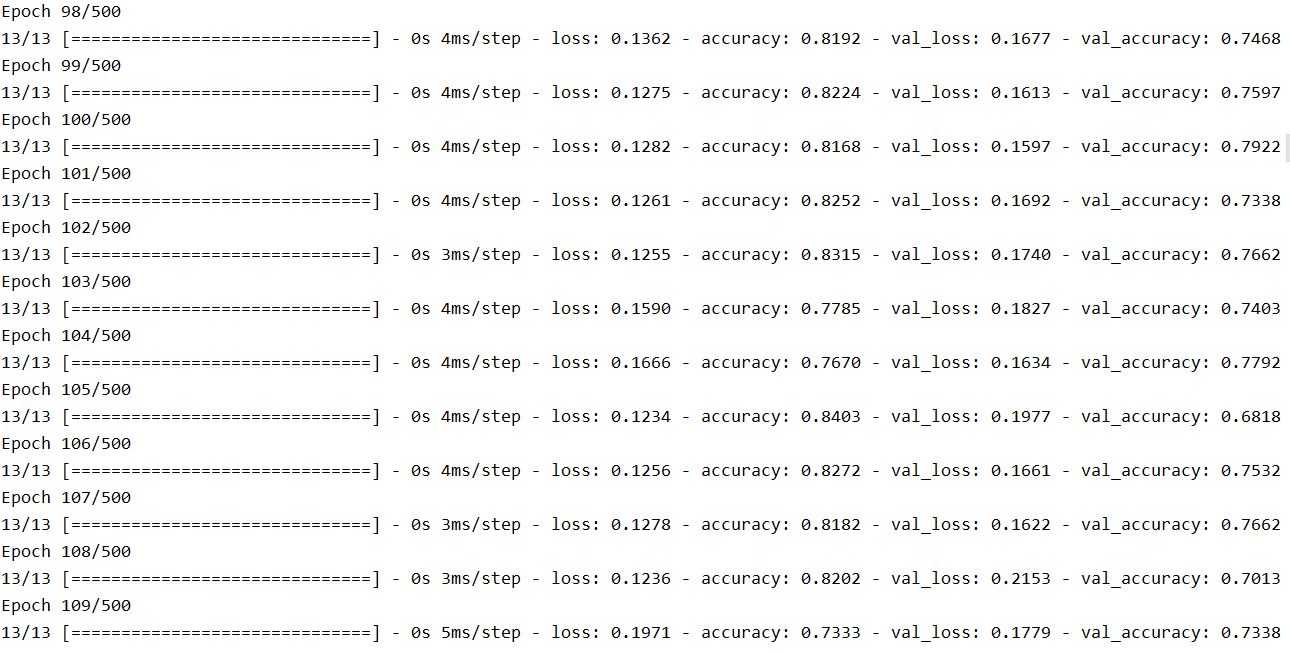 Epoch 98/500
13/13 [==============================] - 0s 4ms/step - loss: 0.1362 - accuracy: 0.8192 - val_loss: 0.1677 - val_accuracy: 0.7468
Epoch 99/500
13/13 [==============================] - 0s 4ms/step - loss: 0.1275 - accuracy: 0.8224 - val_loss: 0.1613 - val_accuracy: 0.7597
Epoch 100/500
13/13 [==============================] - 0s 4ms/step - loss: 0.1282 - accuracy: 0.8168 - val_loss: 0.1597 - val_accuracy: 0.7922
Epoch 101/500
13/13 [==============================] - 0s 4ms/step - loss: 0.1261 - accuracy: 0.8252 - val_loss: 0.1692 - val_accuracy: 0.7338
Epoch 102/500
13/13 [==============================] - 0s 3ms/step - loss: 0.1255 - accuracy: 0.8315 - val_loss: 0.1740 - val_accuracy: 0.7662
Epoch 103/500
13/13 [==============================] - 0s 4ms/step - loss: 0.1590 - accuracy: 0.7785 - val_loss: 0.1827 - val_accuracy: 0.7403
Epoch 104/500
13/13 [==============================] - 0s 4ms/step - loss: 0.1666 - accuracy: 0.7670 - val_loss: 0.1634 - val_accuracy: 0.7792
Epoch 105/500
13/13 [==============================] - 0s 4ms/step - loss: 0.1234 - accuracy: 0.8403 - val_loss: 0.1977 - val_accuracy: 0.6818
Epoch 106/500
13/13 [==============================] - 0s 4ms/step - loss: 0.1256 - accuracy: 0.8272 - val_loss: 0.1661 - val_accuracy: 0.7532
Epoch 107/500
13/13 [==============================] - 0s 3ms/step - loss: 0.1278 - accuracy: 0.8182 - val_loss: 0.1622 - val_accuracy: 0.7662
Epoch 108/500
13/13 [==============================] - 0s 3ms/step - loss: 0.1236 - accuracy: 0.8202 - val_loss: 0.2153 - val_accuracy: 0.7013
Epoch 109/500
13/13 [==============================] - 0s 5ms/step - loss: 0.1971 - accuracy: 0.7333 - val_loss: 0.1779 - val_accuracy: 0.7338